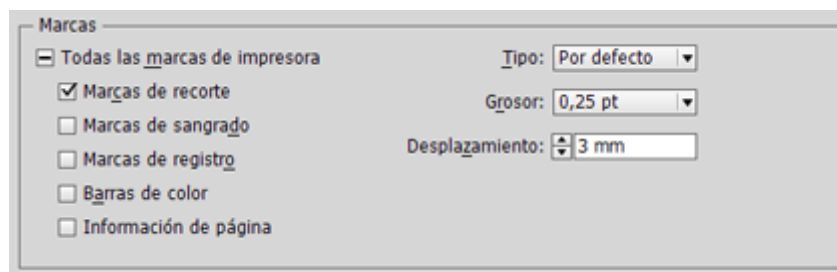 Marcas
Todas las marcas de impresora
Marcas de recorte
Marcas de sangrado
Marcas de registro
Barras de color
Información de página
Tipo: Por defecto
Grosor: 0,25 pt
Desplazamiento: 3 mm